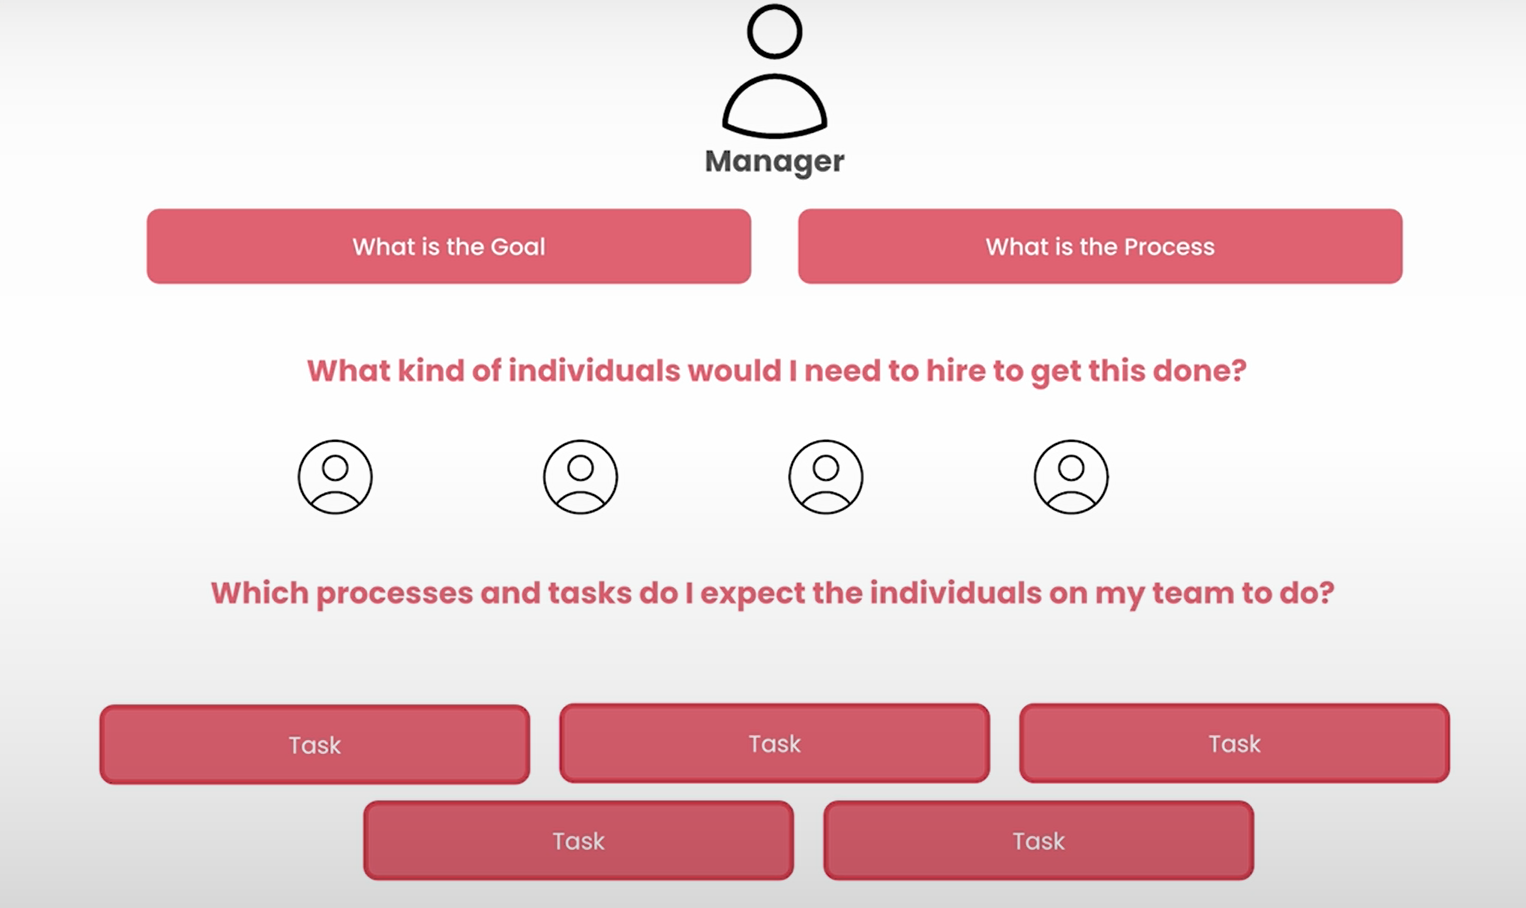 Manager
What is the Goal
What is the Process
What kind of individuals would I need to hire to get this done?
Which processes and tasks do I expect the individuals on my team to do?
Task
Task
Task
Task
Task